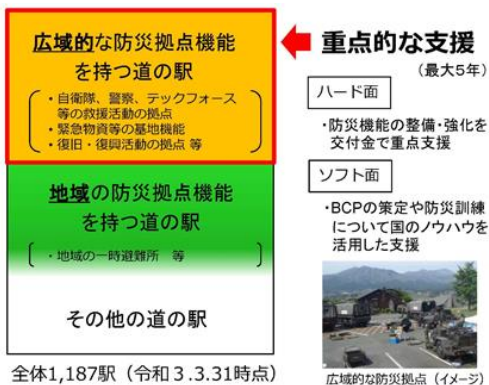 広域的な防災拠点機能
を持つ道の駅
・自衛隊、警察、テックフォース
等の救援活動の拠点
・緊急物資等の基地機能
・復旧・復興活動の拠点 等
地域の防災拠点機能
を持つ道の駅
・地域の一時避難所　等
その他の道の駅
全体1,187駅（令和３.3.31時点）
重点的な支援
（最大5年）
ハード面
・防災機能の整備・強化を
交付金で重点支援
ソフト面
・BCPの策定や防災訓練
について国のノウハウを
活用した支援
広域的な防災拠点（イメージ）